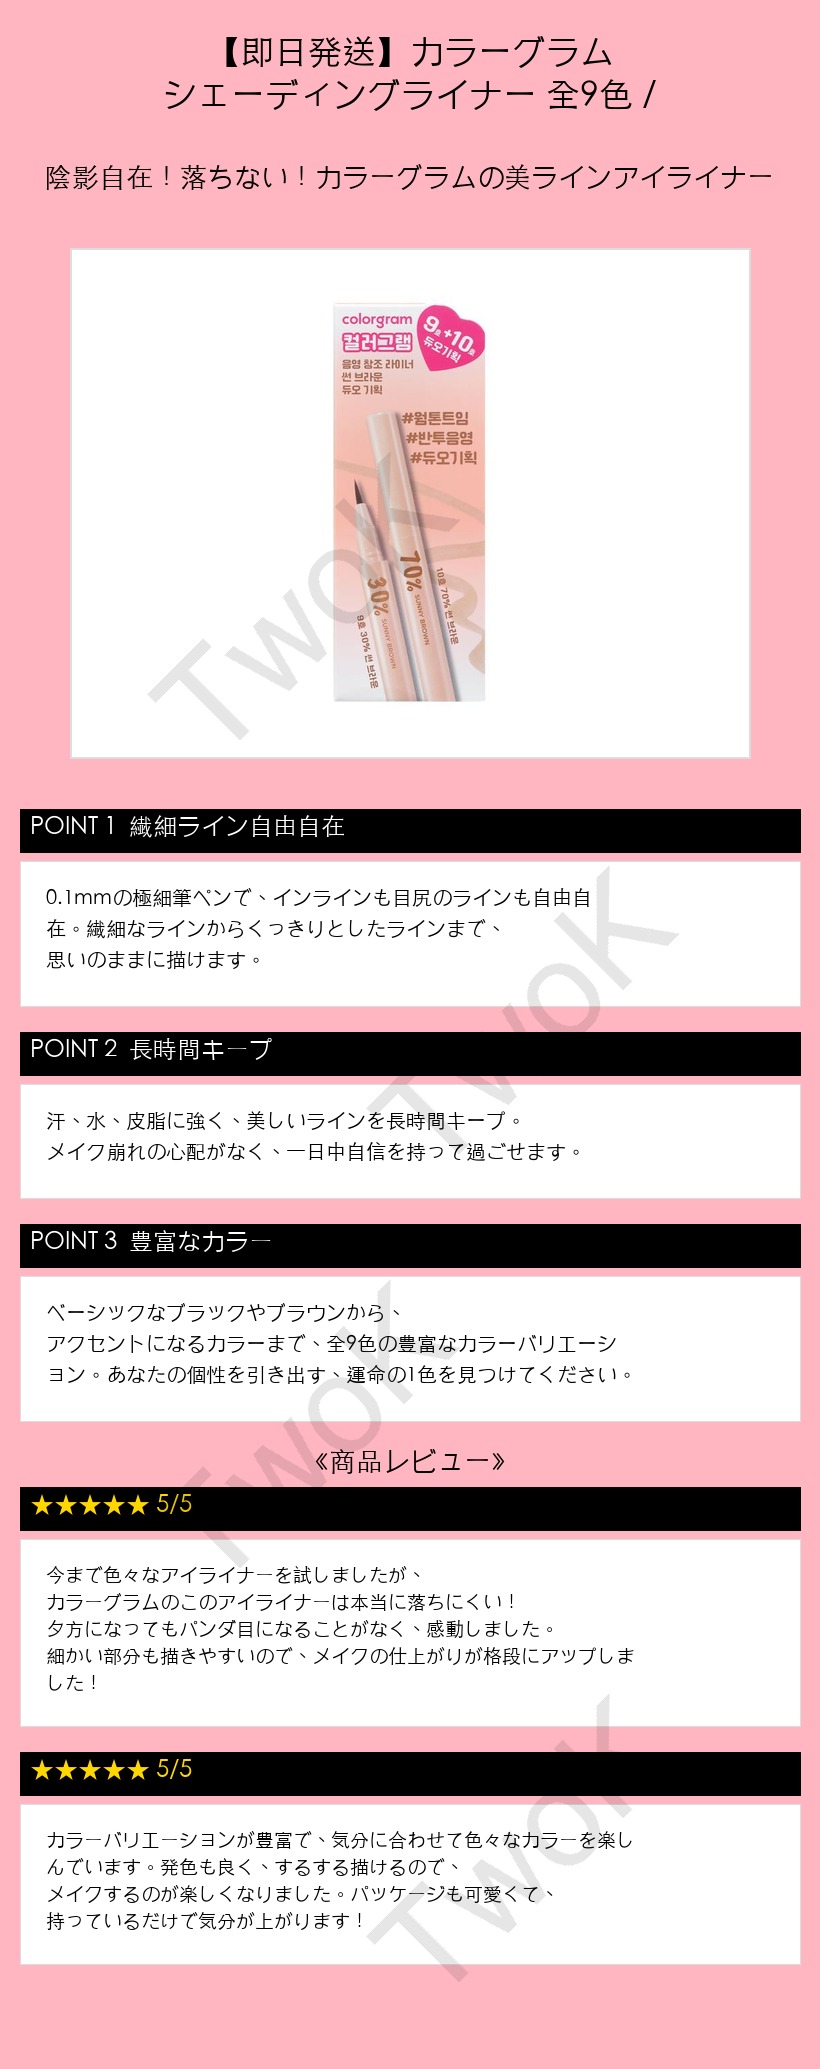 【即日発送】カラーグラム
シェーディングライナー 全9色 /
陰影自在！落ちない！カラーグラムの美ラインアイライナー
colorgram
컬러그램
9호+10호
듀오기획
음영 창조 라이너
썬 브라운
듀오 기획
#웜톤트임
#반투음영
#듀오기획
30% SUNNY BROWN
70% SUNNY BROWN
9호 30% 썬 브라운
10호 70% 썬 브라운
TwoK
POINT 1 繊細ライン自由自在
0.1mmの極細筆ペンで、インラインも目尻のラインも自由自
在。繊細なラインからくっきりとしたラインまで、
思いのままに描けます。
TwoK
POINT 2 長時間キープ
汗、水、皮脂に強く、美しいラインを長時間キープ。
メイク崩れの心配がなく、一日中自信を持って過ごせます。
POINT 3 豊富なカラー
ベーシックなブラックやブラウンから、
アクセントになるカラーまで、全9色の豊富なカラーバリエーシ
ョン。あなたの個性を引き出す、運命の1色を見つけてください。
TwoK
《商品レビュー》
★★★★★ 5/5
今まで色々なアイライナーを試しましたが、
カラーグラムのこのアイライナーは本当に落ちにくい！
夕方になってもパンダ目になることがなく、感動しました。
細かい部分も描きやすいので、メイクの仕上がりが格段にアップしま
した！
★★★★★ 5/5
カラーバリエーションが豊富で、気分に合わせて色々なカラーを楽し
んでいます。発色も良く、するする描けるので、
メイクするのが楽しくなりました。パッケージも可愛くて、
持っているだけで気分が上がります！
TwoK